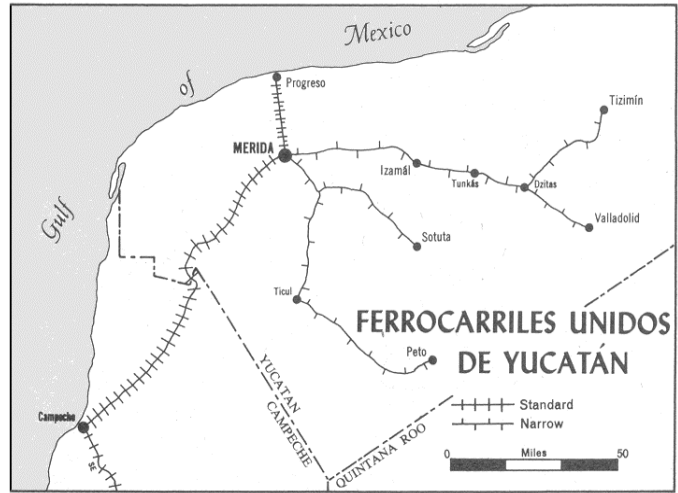 Mexico
of
Gulf
Progreso
MERIDA
Tizimín
Izamál
Tunkás
Dzitas
Valladolid
Sotuta
Ticul
Peto
FERROCARRILES UNIDOS
DE YUCATÁN
Campeche
SE
YUCATAN
CAMPECHE
QUINTANA ROO
Standard
Narrow
0 Miles 50